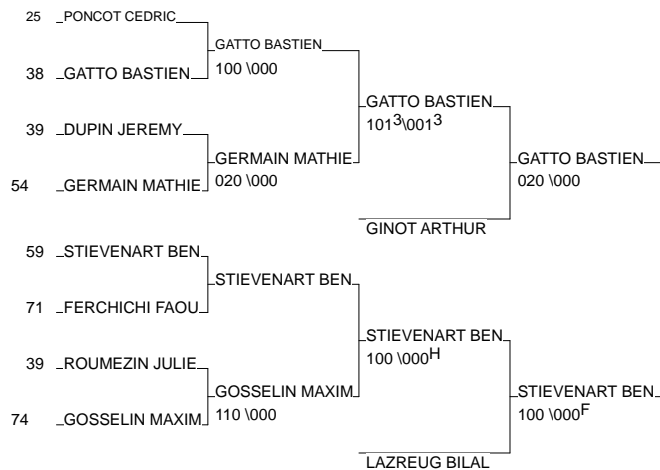 25 PONCOT CEDRIC
GATTO BASTIEN
100 \000
38 GATTO BASTIEN
GATTO BASTIEN
101³\001³
39 DUPIN JEREMY
GERMAIN MATHIE
020 \000
GATTO BASTIEN
020 \000
54 GERMAIN MATHIE
GINOT ARTHUR
59 STIEVENART BEN
STIEVENART BEN
71 FERCHICHI FAOU
STIEVENART BEN
100 \000ᴴ
39 ROUMEZIN JULIE
GOSSELIN MAXIM
110 \000
STIEVENART BEN
100 \000F
74 GOSSELIN MAXIM
LAZREUG BILAL